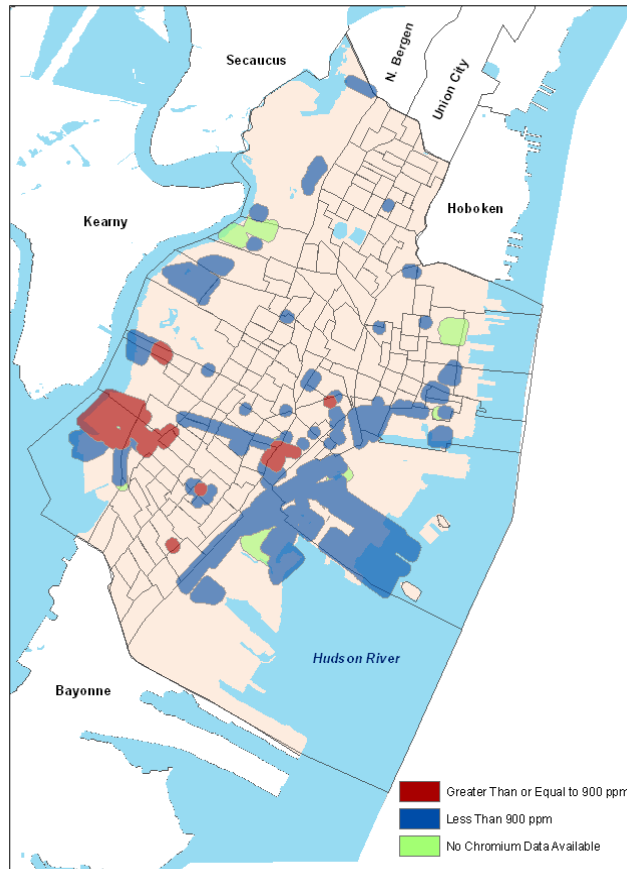 Secaucus
N. Bergen
Union City
Kearny
Hoboken
Hudson River
Bayonne
Greater Than or Equal to 900 ppm
Less Than 900 ppm
No Chromium Data Available